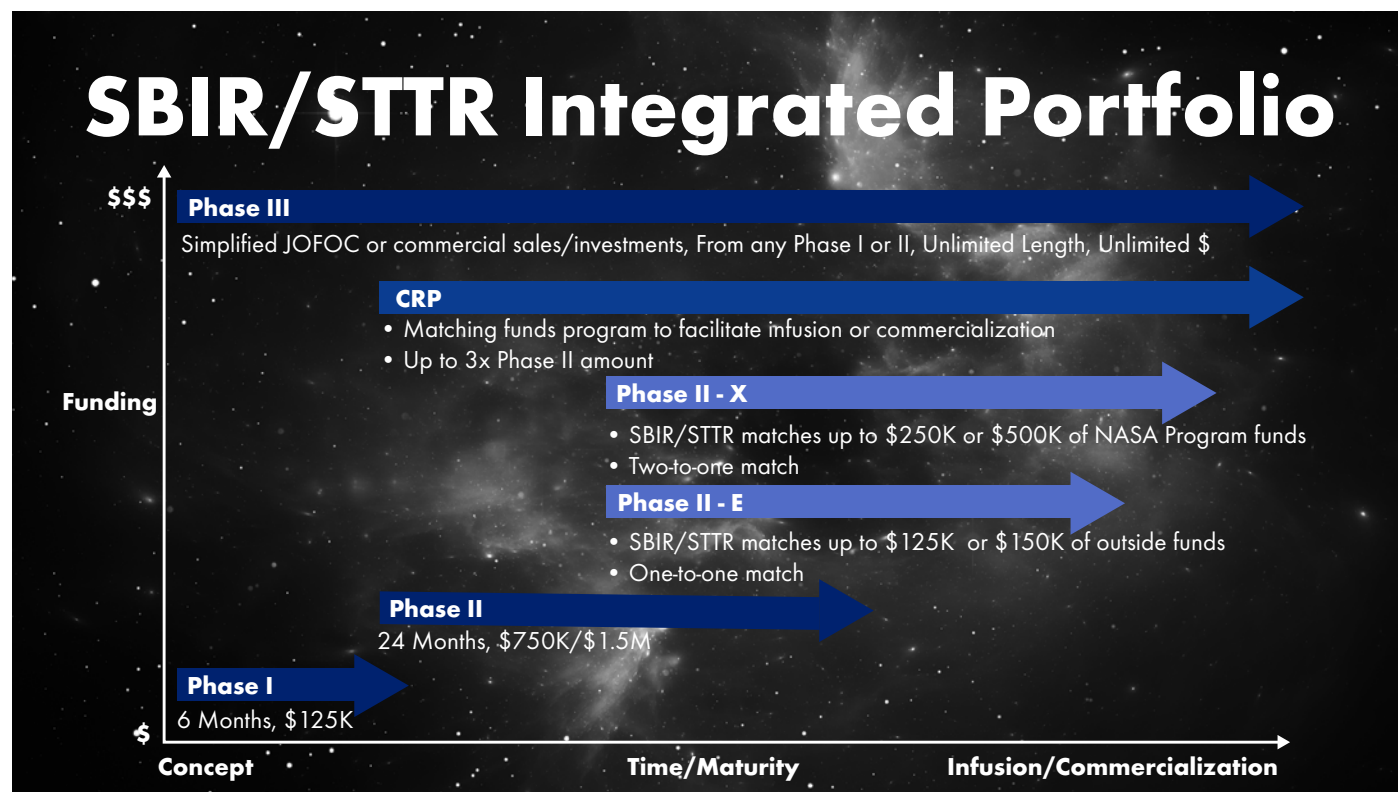 SBIR/STTR Integrated Portfolio
$$$
Phase III
Simplified JOFOC or commercial sales/investments, From any Phase I or II, Unlimited Length, Unlimited $
CRP
• Matching funds program to facilitate infusion or commercialization
• Up to 3x Phase II amount
Phase II - X
Funding
• SBIR/STTR matches up to $250K or $500K of NASA Program funds
• Two-to-one match
Phase II - E
• SBIR/STTR matches up to $125K  or $150K of outside funds
• One-to-one match
Phase II
24 Months, $750K/$1.5M
Phase I
6 Months, $125K
$
Concept
Time/Maturity
Infusion/Commercialization